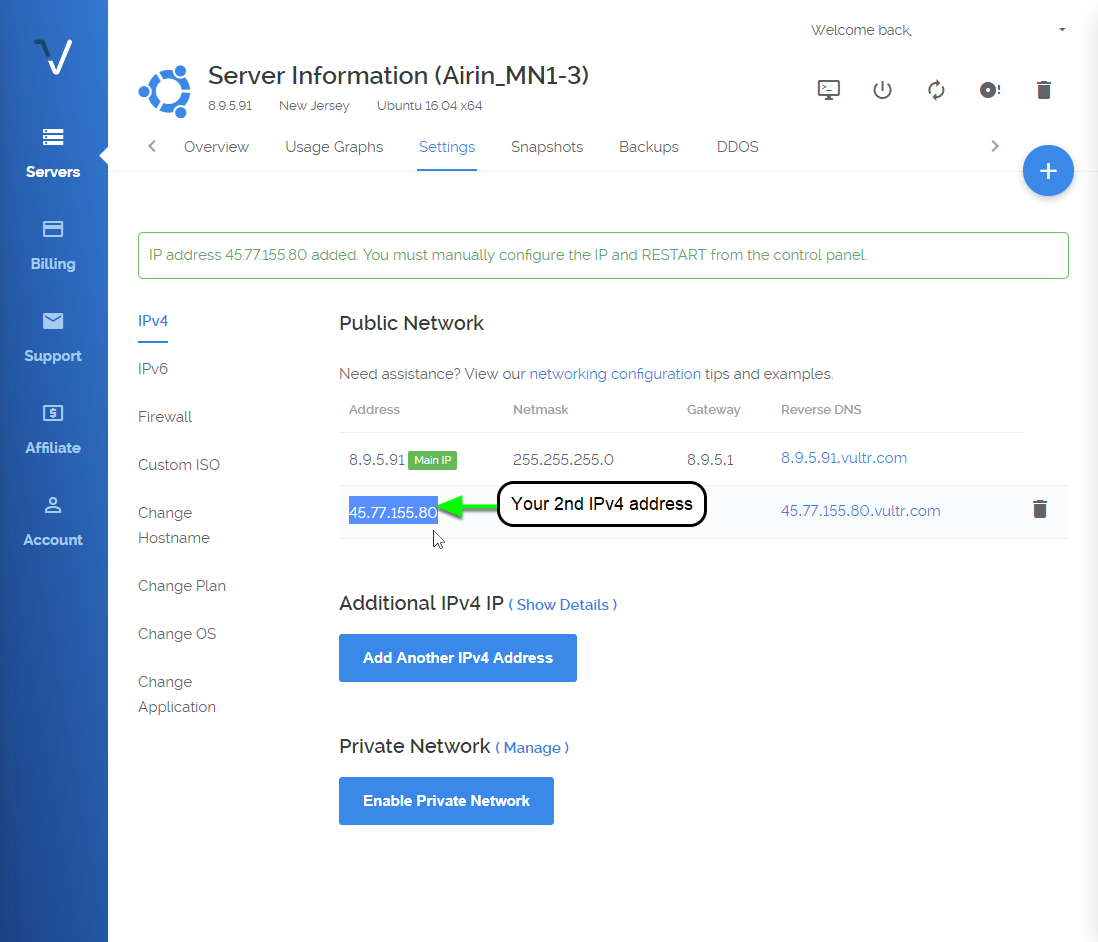 Welcome back,
Server Information (Airin_MN1-3)
8.9.5.91 New Jersey Ubuntu 16.04 x64
Overview Usage Graphs Settings Snapshots Backups DDOS
Servers
Billing
Support
Affiliate
Account
IP address 45.77.155.80 added. You must manually configure the IP and RESTART from the control panel.
IPv4
IPv6
Firewall
Custom ISO
Change
Hostname
Change Plan
Change OS
Change
Application
Public Network
Need assistance? View our networking configuration tips and examples.
Address Netmask Gateway Reverse DNS
8.9.5.91 Main IP 255.255.255.0 8.9.5.1 8.9.5.91.vultr.com
45.77.155.80 Your 2nd IPv4 address 45.77.155.80.vultr.com
Additional IPv4 IP ( Show Details )
Add Another IPv4 Address
Private Network ( Manage )
Enable Private Network